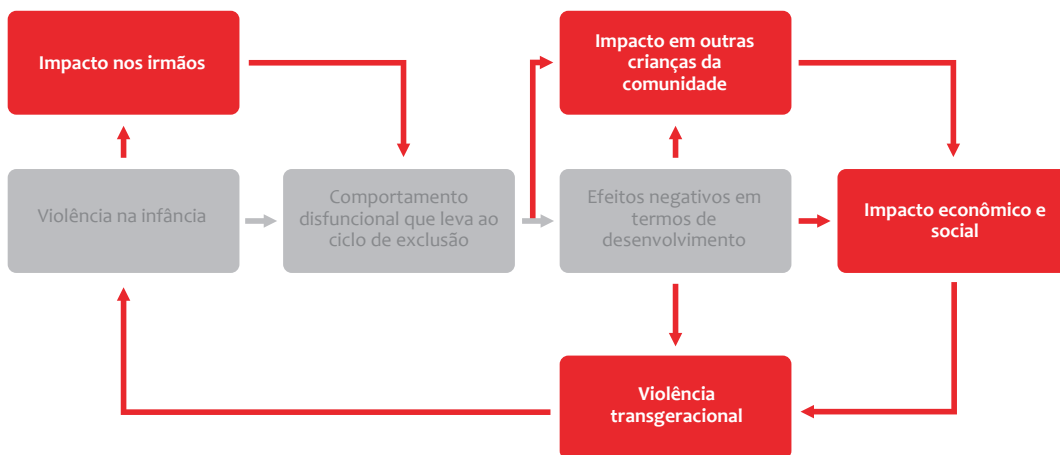 Impacto nos irmãos
Impacto em outras
crianças da
comunidade
Violência na infância
Comportamento
disfuncional que leva ao
ciclo de exclusão
Efeitos negativos em
termos de
desenvolvimento
Impacto econômico e
social
Violência
transgeracional